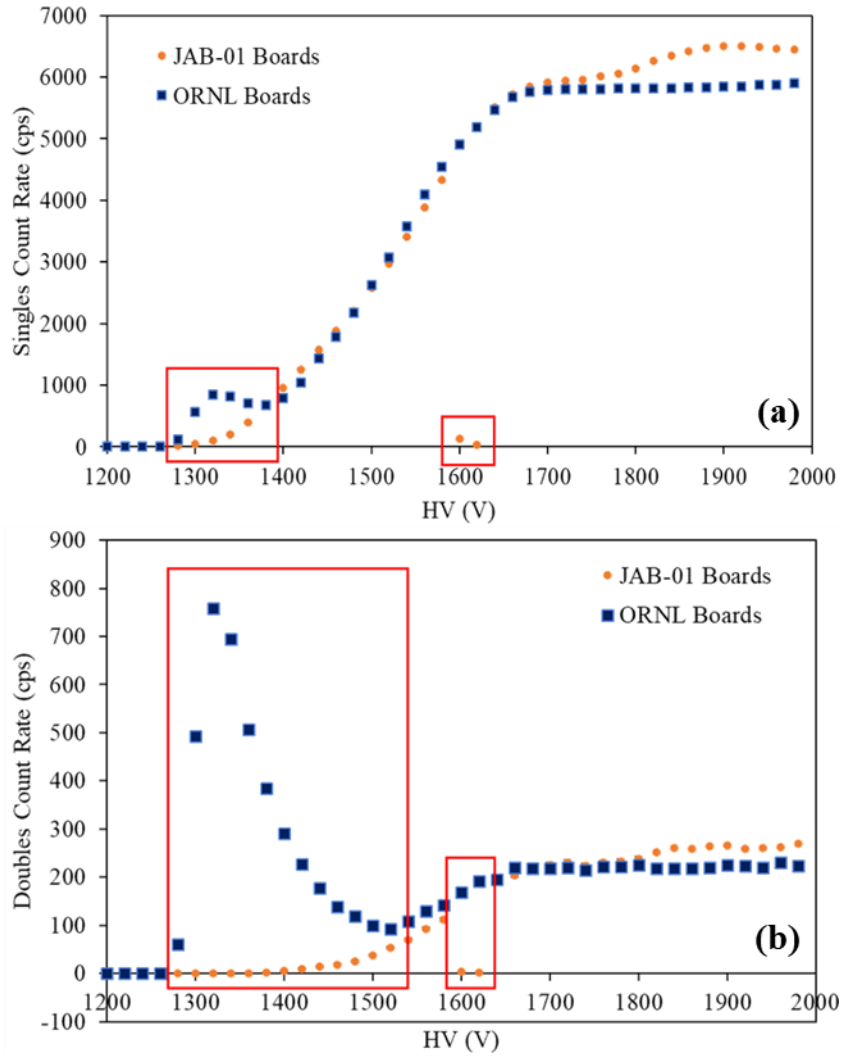 7000
6000
5000
4000
3000
2000
1000
0
Singles Count Rate (cps)
JAB-01 Boards
ORNL Boards
(a)
1200 1300 1400 1500 1600 1700 1800 1900 2000
HV (V)
900
800
700
600
500
400
300
200
100
0
-100
Doubles Count Rate (cps)
JAB-01 Boards
ORNL Boards
(b)
1200 1300 1400 1500 1600 1700 1800 1900 2000
HV (V)